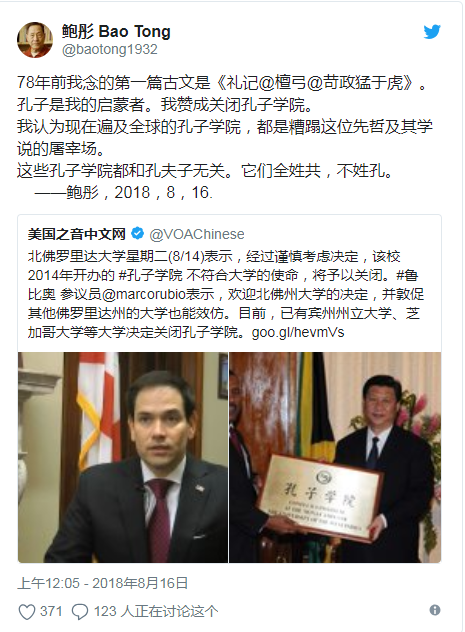 鲍彤 Bao Tong
@baotong1932
78年前我念的第一篇古文是《礼记@檀弓@苛政猛于虎》。
孔子是我的启蒙者。我赞成关闭孔子学院。
我认为现在遍及全球的孔子学院，都是糟蹋这位先哲及其学
说的屠宰场。
这些孔子学院都和孔夫子无关。它们全姓共，不姓孔。
——鲍彤，2018，8，16.
美国之音中文网 @VOAChinese
北佛罗里达大学星期二(8/14)表示，经过谨慎考虑决定，该校
2014年开办的 #孔子学院 不符合大学的使命，将予以关闭。#鲁
比奥 参议员@marcorubio表示，欢迎北佛州大学的决定，并敦促
其他佛罗里达州的大学也能效仿。目前，已有宾州州立大学、芝
加哥大学等大学决定关闭孔子学院。goo.gl/hevmVs
孔子学院
上午12:05 - 2018年8月16日
371 123 人正在讨论这个